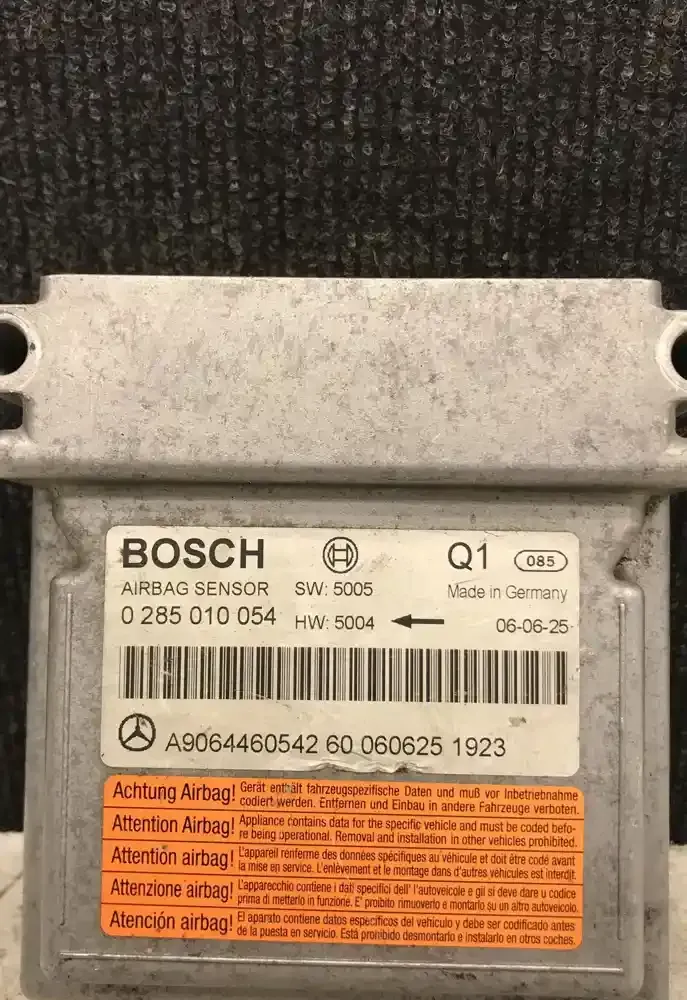 BOSCH Q1 085
AIRBAG SENSOR SW: 5005 Made in Germany
0 285 010 054 HW: 5004 06-06-25
A9064460542 60 060625 1923
Achtung Airbag! Gerät enthält fahrzeugspezifische Daten und muß vor Inbetriebnahme
codiert werden. Entfernen und Einbau in andere Fahrzeuge verboten.
Attention Airbag! Appliance contains data for the specific vehicle and must be coded befo-
re being operational. Removal and installation in other vehicles prohibited.
Attention airbag! L'appareil renferme des données spécifiques au véhicule et doit être codé avant
la mise en service. L'enlèvement et le montage dans d'autres véhicules est interdit.
Attenzione airbag! L'apparecchio contiene i dati specifici dell' l'autoveicolo e gli si deve dare u codice
prima di metterlo in funzione. E' proibito rimuoverlo e montarlo su un altro autoveicolo.
Atención airbag! El aparato contiene datos específicos del vehículo y debe ser codificado antes
de la puesta en servicio. Está prohibido desmontarlo e instalarlo en otros coches.